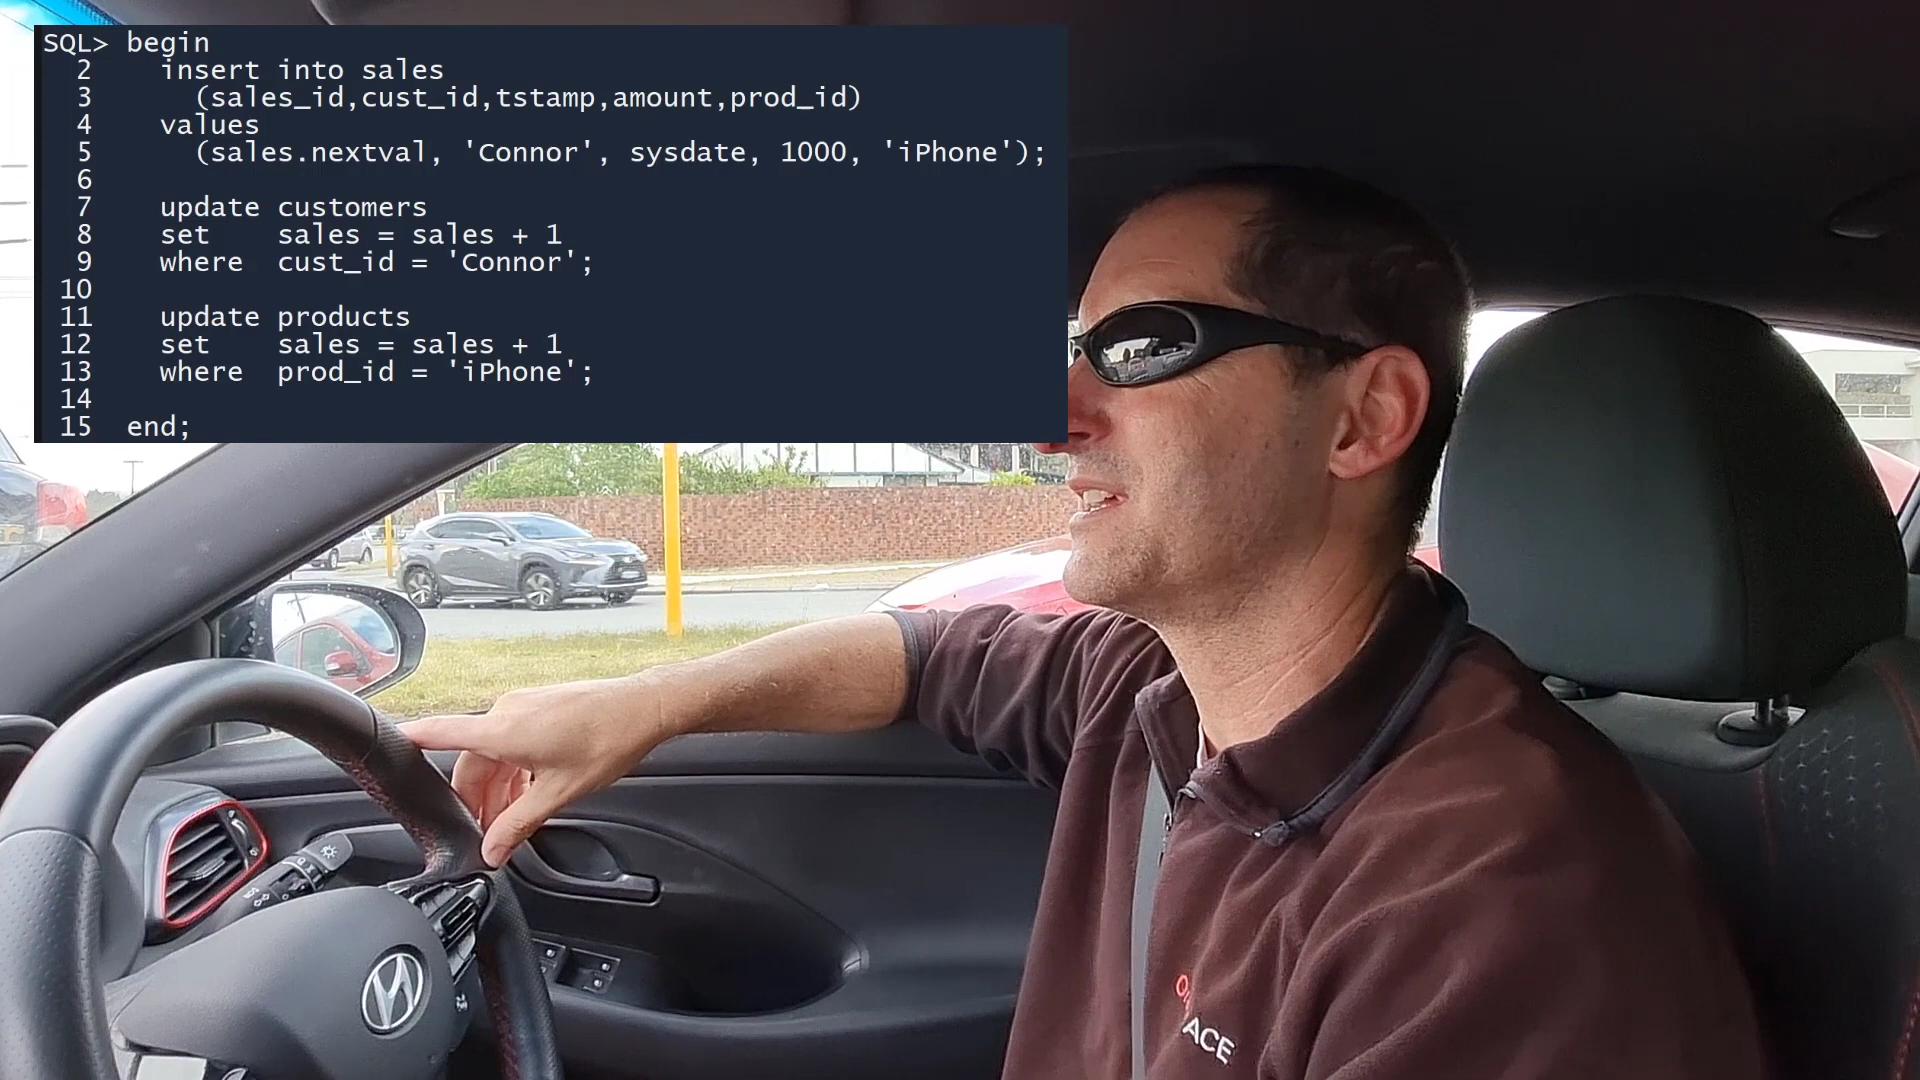 SQL> begin
2 insert into sales
3 (sales_id,cust_id,tstamp,amount,prod_id)
4 values
5 (sales.nextval, 'Connor', sysdate, 1000, 'iPhone');
6
7 update customers
8 set sales = sales + 1
9 where cust_id = 'Connor';
10
11 update products
12 set sales = sales + 1
13 where prod_id = 'iPhone';
14
15 end;
ACE